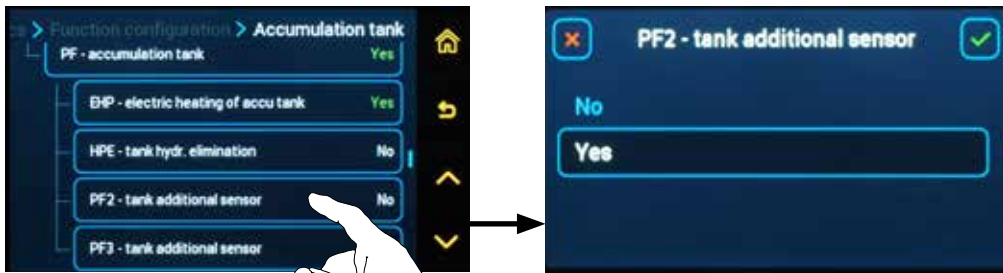 > Function configuration > Accumulation tank
PF - accumulation tank Yes
EHP - electric heating of accu tank Yes
HPE - tank hydr. elimination No
PF2 - tank additional sensor No
PF3 - tank additional sensor
PF2 - tank additional sensor
No
Yes